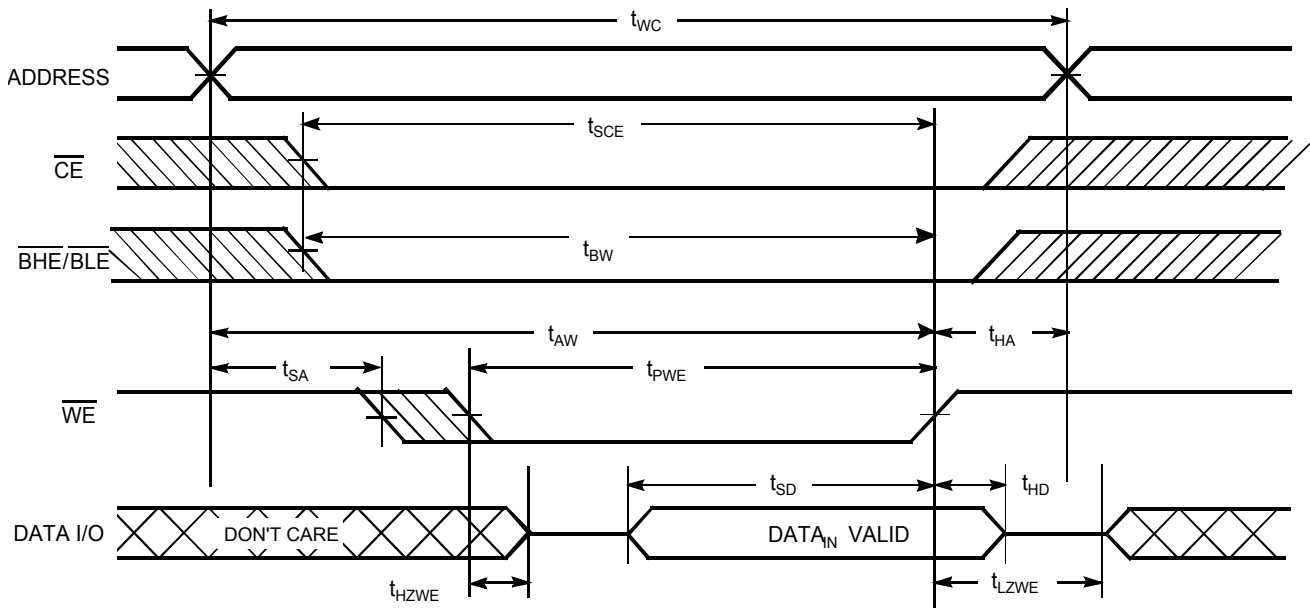 tWC
ADDRESS
tSCE
CE
tBW
BHE/BLE
tAW
tHA
tSA
tPWE
WE
tSD
tHD
DATA I/O
DON'T CARE
DATAIN VALID
tHZWE
tLZWE